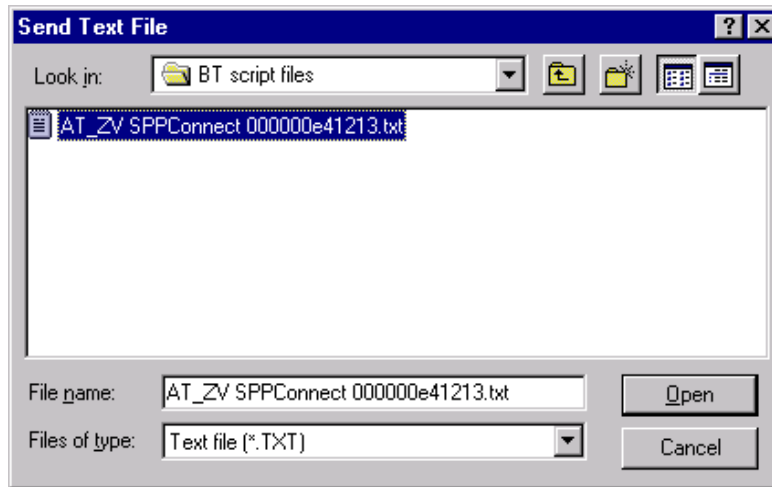 Send Text File
Look in: BT script files
AT_ZV SPPConnect 000000e41213.txt
File name: AT_ZV SPPConnect 000000e41213.txt Open
Files of type: Text file (*.TXT) Cancel